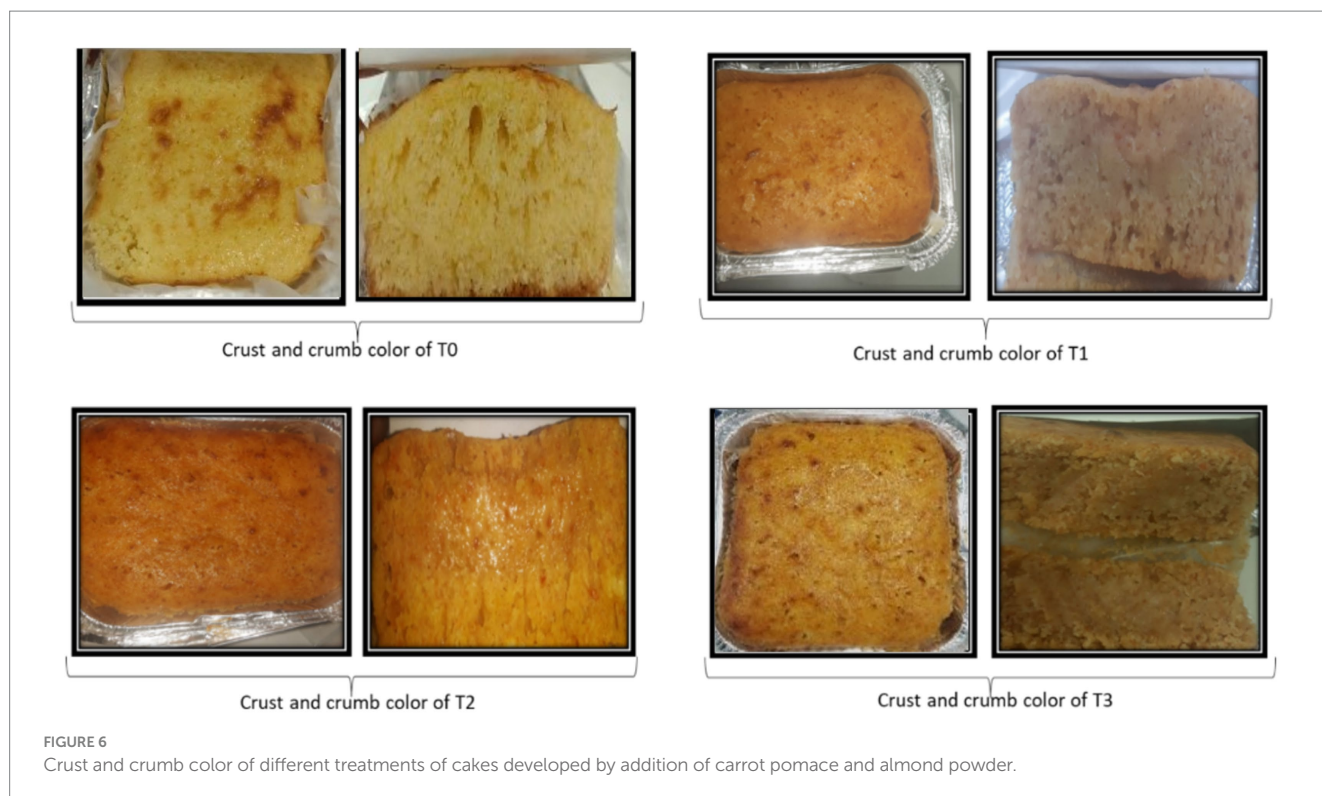 Crust and crumb color of T0
Crust and crumb color of T1
Crust and crumb color of T2
Crust and crumb color of T3
FIGURE 6
Crust and crumb color of different treatments of cakes developed by addition of carrot pomace and almond powder.